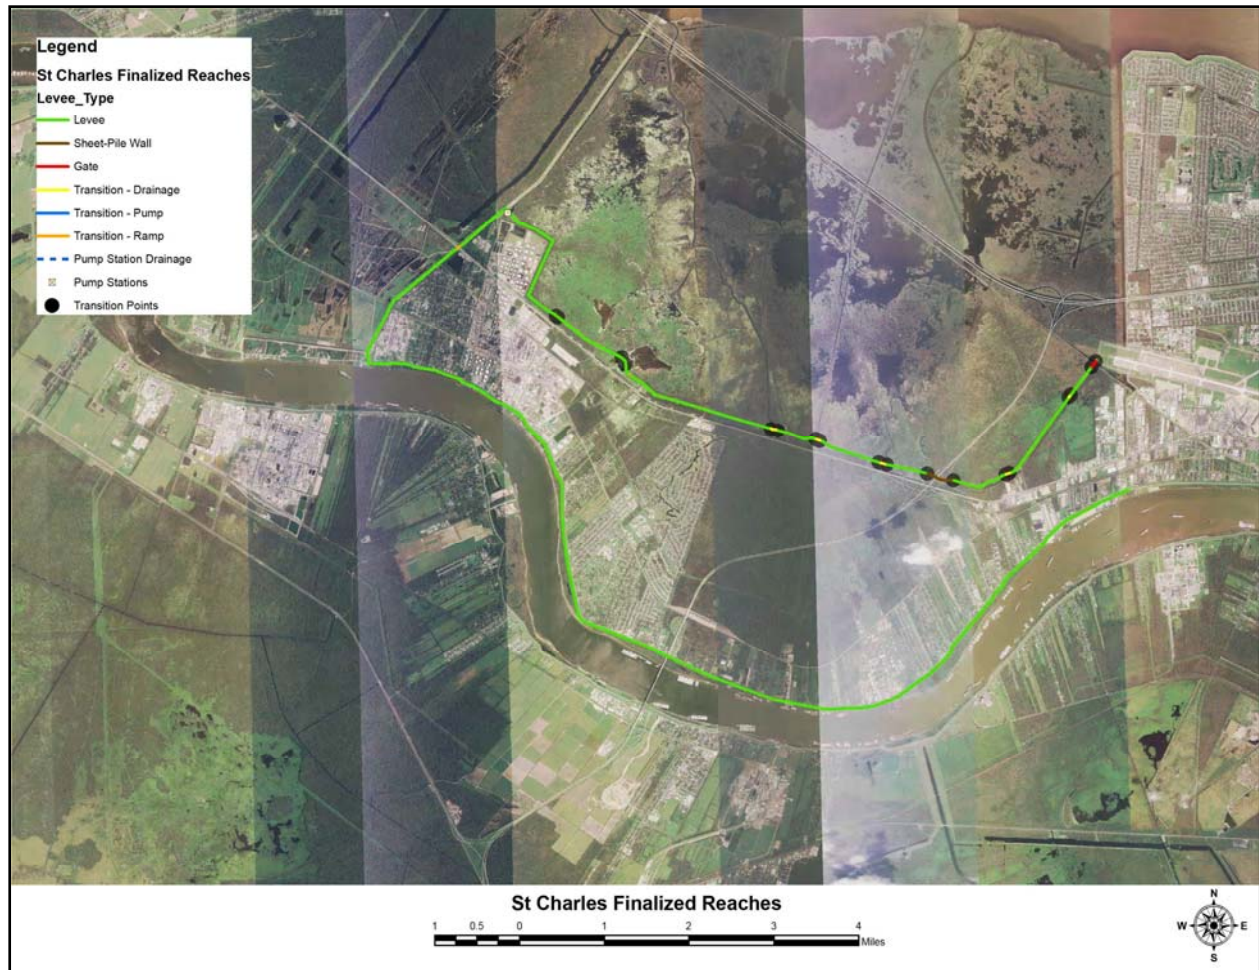 Legend
St Charles Finalized Reaches
Levee_Type
Levee
Sheet-Pile Wall
Gate
Transition - Drainage
Transition - Pump
Transition - Ramp
Pump Station Drainage
Pump Stations
Transition Points
St Charles Finalized Reaches
1 0.5 0 1 2 3 4
Miles
N
W E
S